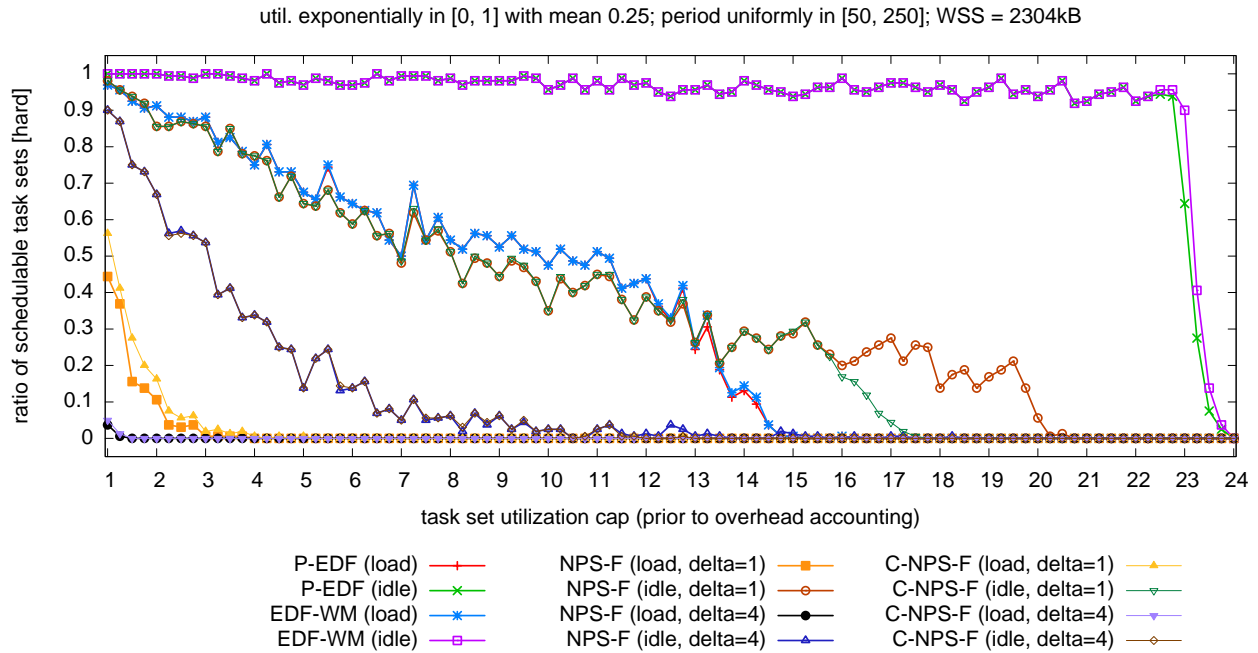 util. exponentially in [0, 1] with mean 0.25; period uniformly in [50, 250]; WSS = 2304kB
ratio of schedulable task sets [hard]
1
0.9
0.8
0.7
0.6
0.5
0.4
0.3
0.2
0.1
0
1 2 3 4 5 6 7 8 9 10 11 12 13 14 15 16 17 18 19 20 21 22 23 24
task set utilization cap (prior to overhead accounting)
P-EDF (load) NPS-F (load, delta=1) C-NPS-F (load, delta=1)
P-EDF (idle) NPS-F (idle, delta=1) C-NPS-F (idle, delta=1)
EDF-WM (load) NPS-F (load, delta=4) C-NPS-F (load, delta=4)
EDF-WM (idle) NPS-F (idle, delta=4) C-NPS-F (idle, delta=4)